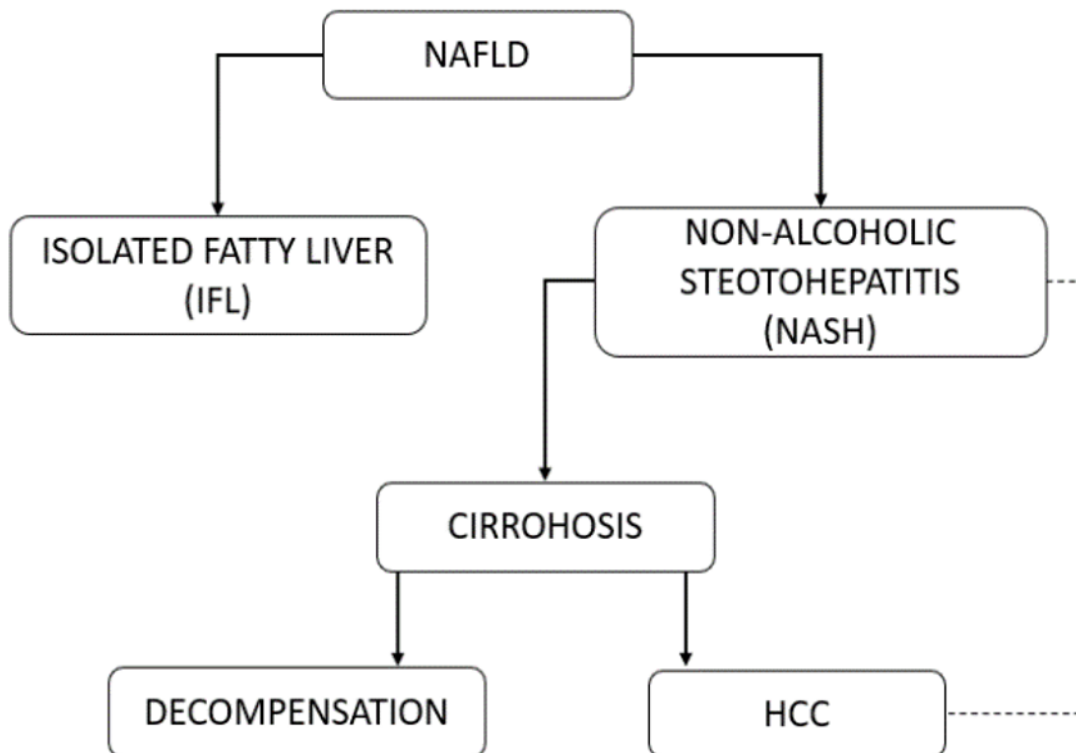 NAFLD
ISOLATED FATTY LIVER
(IFL)
NON-ALCOHOLIC
STEOTOHEPATITIS
(NASH)
CIRROHOSIS
DECOMPENSATION
HCC